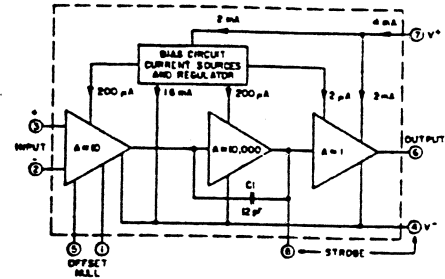 2 mA
4 mA
7 V+
BIAS CIRCUIT
CURRENT SOURCES
AND REGULATOR
200 µA
1.6 mA
200 µA
2 µA
2 mA
+
3
INPUT
-
2
A = 10
A = 10,000
A = 1
OUTPUT
6
C1
12 pF
4 V-
5
1
8
STROBE
OFFSET
NULL